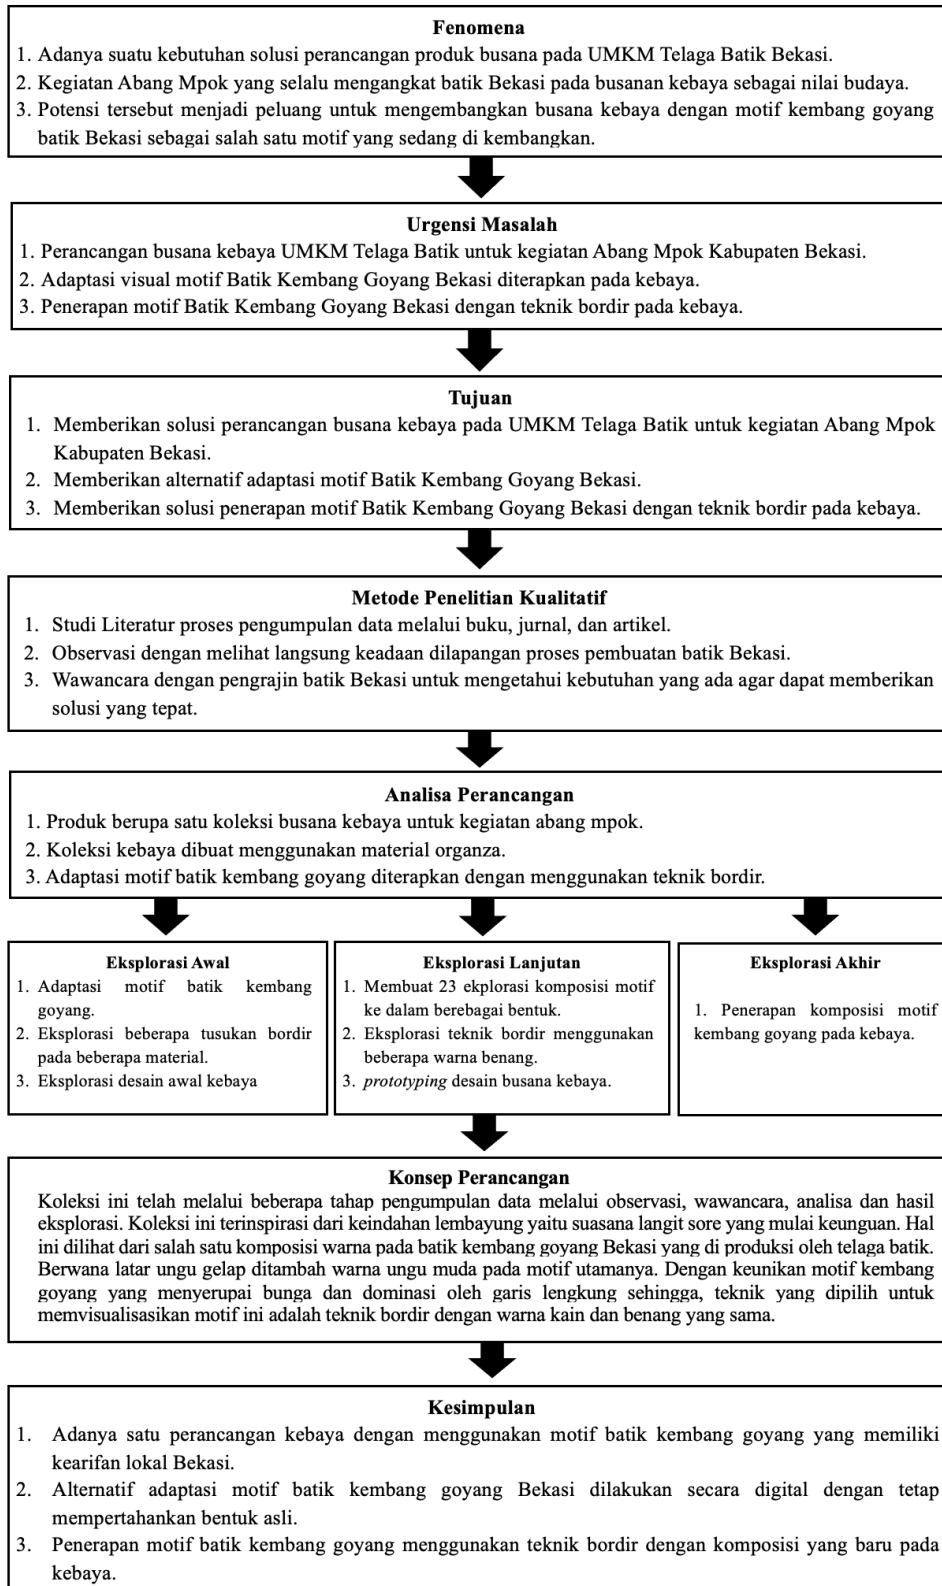 Fenomena
1. Adanya suatu kebutuhan solusi perancangan produk busana pada UMKM Telaga Batik Bekasi.
2. Kegiatan Abang Mpok yang selalu mengangkat batik Bekasi pada busanan kebaya sebagai nilai budaya.
3. Potensi tersebut menjadi peluang untuk mengembangkan busana kebaya dengan motif kembang goyang
batik Bekasi sebagai salah satu motif yang sedang di kembangkan.
Urgensi Masalah
1. Perancangan busana kebaya UMKM Telaga Batik untuk kegiatan Abang Mpok Kabupaten Bekasi.
2. Adaptasi visual motif Batik Kembang Goyang Bekasi diterapkan pada kebaya.
3. Penerapan motif Batik Kembang Goyang Bekasi dengan teknik bordir pada kebaya.
Tujuan
1. Memberikan solusi perancangan busana kebaya pada UMKM Telaga Batik untuk kegiatan Abang Mpok
Kabupaten Bekasi.
2. Memberikan alternatif adaptasi motif Batik Kembang Goyang Bekasi.
3. Memberikan solusi penerapan motif Batik Kembang Goyang Bekasi dengan teknik bordir pada kebaya.
Metode Penelitian Kualitatif
1. Studi Literatur proses pengumpulan data melalui buku, jurnal, dan artikel.
2. Observasi dengan melihat langsung keadaan dilapangan proses pembuatan batik Bekasi.
3. Wawancara dengan pengrajin batik Bekasi untuk mengetahui kebutuhan yang ada agar dapat memberikan
solusi yang tepat.
Analisa Perancangan
1. Produk berupa satu koleksi busana kebaya untuk kegiatan abang mpok.
2. Koleksi kebaya dibuat menggunakan material organza.
3. Adaptasi motif batik kembang goyang diterapkan dengan menggunakan teknik bordir.
Eksplorasi Awal
1. Adaptasi motif batik kembang
goyang.
2. Eksplorasi beberapa tusukan bordir
pada beberapa material.
3. Eksplorasi desain awal kebaya
Eksplorasi Lanjutan
1. Membuat 23 ekplorasi komposisi motif
ke dalam berebagai bentuk.
2. Eksplorasi teknik bordir menggunakan
beberapa warna benang.
3. prototyping desain busana kebaya.
Eksplorasi Akhir
1. Penerapan komposisi motif
kembang goyang pada kebaya.
Konsep Perancangan
Koleksi ini telah melalui beberapa tahap pengumpulan data melalui observasi, wawancara, analisa dan hasil
eksplorasi. Koleksi ini terinspirasi dari keindahan lembayung yaitu suasana langit sore yang mulai keunguan. Hal
ini dilihat dari salah satu komposisi warna pada batik kembang goyang Bekasi yang di produksi oleh telaga batik.
Berwana latar ungu gelap ditambah warna ungu muda pada motif utamanya. Dengan keunikan motif kembang
goyang yang menyerupai bunga dan dominasi oleh garis lengkung sehingga, teknik yang dipilih untuk
memvisualisasikan motif ini adalah teknik bordir dengan warna kain dan benang yang sama.
Kesimpulan
1. Adanya satu perancangan kebaya dengan menggunakan motif batik kembang goyang yang memiliki
kearifan lokal Bekasi.
2. Alternatif adaptasi motif batik kembang goyang Bekasi dilakukan secara digital dengan tetap
mempertahankan bentuk asli.
3. Penerapan motif batik kembang goyang menggunakan teknik bordir dengan komposisi yang baru pada
kebaya.